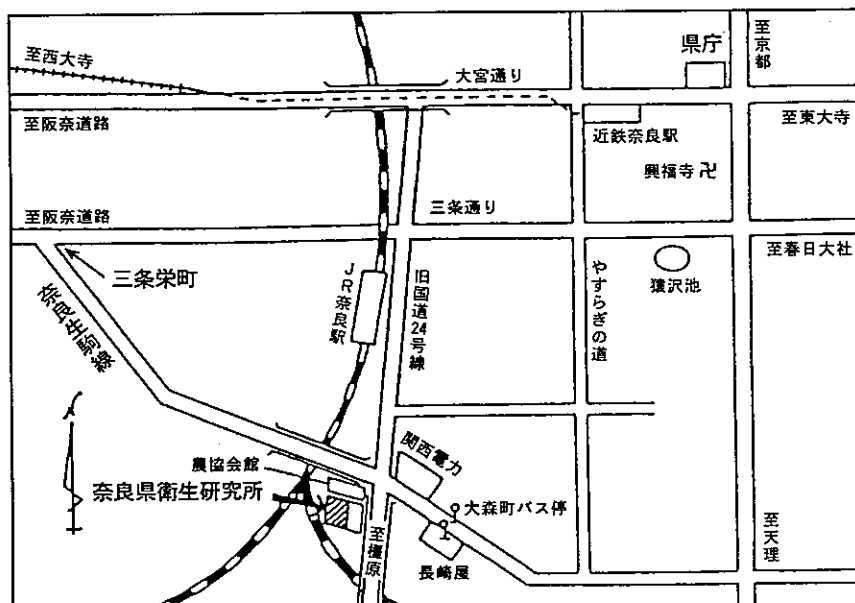 至西大寺
大宮通り
県庁
至京都
至阪奈道路
近鉄奈良駅
至東大寺
興福寺卍
至阪奈道路
三条通り
至春日大社
三条栄町
JR奈良駅
旧国道24号線
やすらぎの道
猿沢池
奈良生駒線
関西電力
農協会館
奈良県衛生研究所
大森町バス停
至橿原
長崎屋
至天理